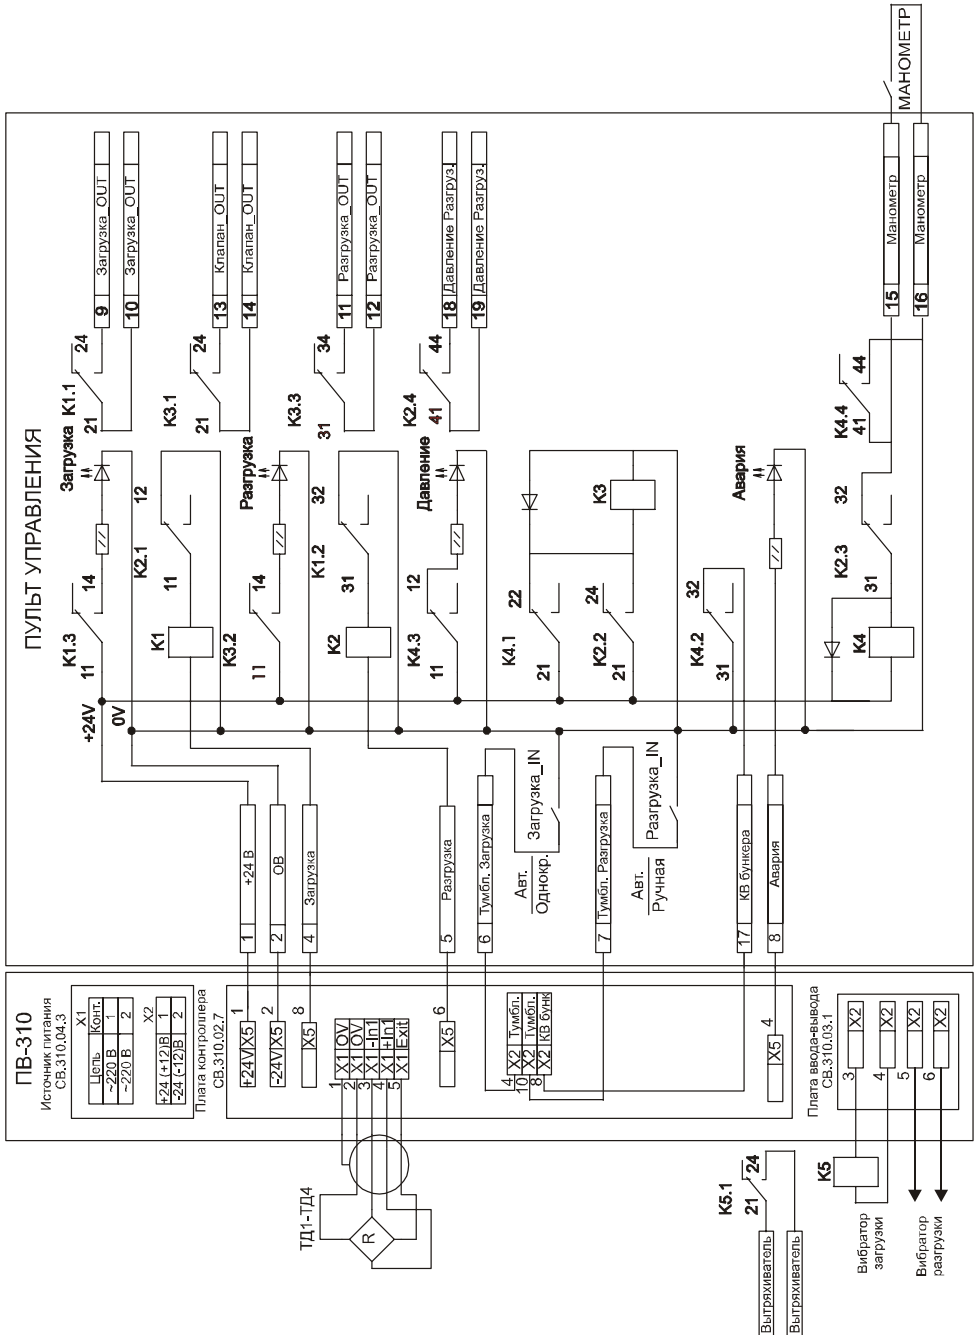 ПУЛЬТ УПРАВЛЕНИЯ
МАНОМЕТР
9
Загрузка_OUT
10
Загрузка_OUT
13
Клапан_OUT
14
Клапан_OUT
11
Разгрузка_OUT
12
Разгрузка_OUT
18
Давление Разгруз.
19
Давление Разгруз.
15
Манометр
16
Манометр
K1.1
21
24
K3.1
21
24
K3.3
31
34
K2.4
41
44
K4.4
41
44
Загрузка
K1.3
11
14
K2.1
11
12
K1
Разгрузка
K3.2
11
14
K1.2
31
32
K2
Давление
K4.3
11
12
K4.1
21
22
K2.2
21
24
K3
Авария
K4.2
31
32
K2.3
31
32
K4
+24V
0V
1
+24 В
2
ОВ
4
Загрузка
5
Разгрузка
6
Тумбл. Загрузка
Авт.
Однокр.
Загрузка_IN
7
Тумбл. Разгрузка
Авт.
Ручная
Разгрузка_IN
17
КВ бункера
8
Авария
ПВ-310
Источник питания
СВ.310.04.3
X1
Цепь
Конт.
~220 В
1
~220 В
2
X2
+24 (+12)В
1
-24 (-12)В
2
Плата контроллера
СВ.310.02.7
+24V
X5
1
-24V
X5
2
X5
8
1
X1
OV
2
X1
OV
3
X1
-In1
4
X1
+In1
5
X1
Exit
X5
6
4
X2
Тумбл.
10
X2
Тумбл.
8
X2
КВ бунк
X5
4
Плата ввода-вывода
СВ.310.03.1
3
X2
4
X2
5
X2
6
X2
ТД1-ТД4
R
K5.1
21
24
K5
Вытряхиватель
Вытряхиватель
Вибратор
загрузки
Вибратор
разгрузки